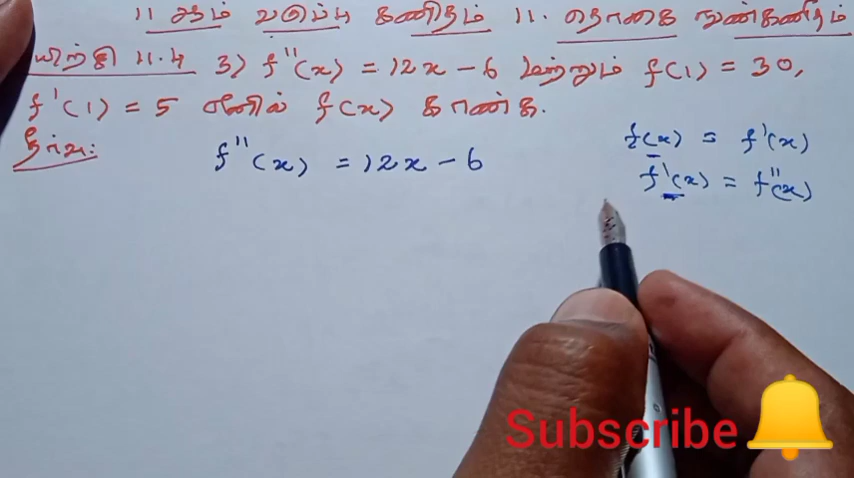 11 ஆம் வகுப்பு கணிதம் 11. தொகை நுண்கணிதம்
பயிற்சி 11.4 3) f''(x) = 12x - 6 மற்றும் f(1) = 30,
f'(1) = 5 எனில் f(x) காண்க.
தீர்வு:
f''(x) = 12x - 6
f(x) = f'(x)
f'(x) = f''(x)
Subscribe